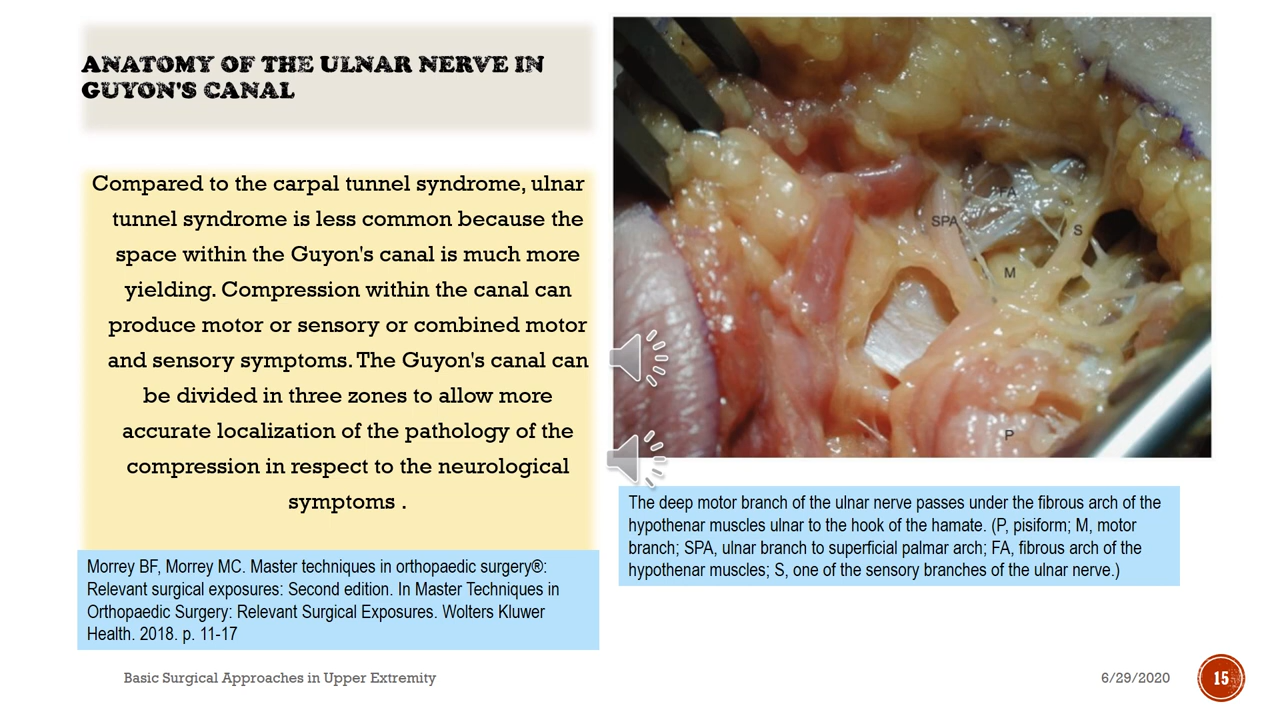 ANATOMY OF THE ULNAR NERVE IN
GUYON'S CANAL
Compared to the carpal tunnel syndrome, ulnar
tunnel syndrome is less common because the
space within the Guyon's canal is much more
yielding. Compression within the canal can
produce motor or sensory or combined motor
and sensory symptoms. The Guyon's canal can
be divided in three zones to allow more
accurate localization of the pathology of the
compression in respect to the neurological
symptoms .
Morrey BF, Morrey MC. Master techniques in orthopaedic surgery®:
Relevant surgical exposures: Second edition. In Master Techniques in
Orthopaedic Surgery: Relevant Surgical Exposures. Wolters Kluwer
Health. 2018. p. 11-17
FA
SPA
S
M
P
The deep motor branch of the ulnar nerve passes under the fibrous arch of the
hypothenar muscles ulnar to the hook of the hamate. (P, pisiform; M, motor
branch; SPA, ulnar branch to superficial palmar arch; FA, fibrous arch of the
hypothenar muscles; S, one of the sensory branches of the ulnar nerve.)
Basic Surgical Approaches in Upper Extremity
6/29/2020
15